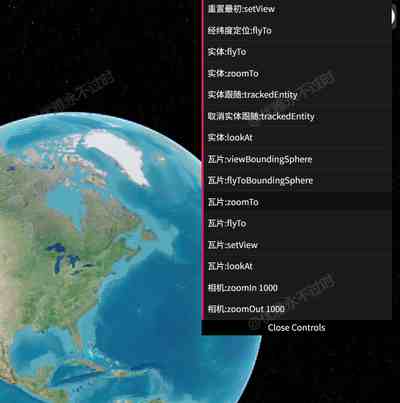 重置最初:setView
经纬度定位:flyTo
实体:flyTo
实体:zoomTo
实体跟随:trackedEntity
取消实体跟随:trackedEntity
实体:lookAt
瓦片:viewBoundingSphere
瓦片:flyToBoundingSphere
瓦片:zoomTo
瓦片:flyTo
瓦片:setView
瓦片:lookAt
相机:zoomIn 1000
相机:zoomOut 1000
Close Controls